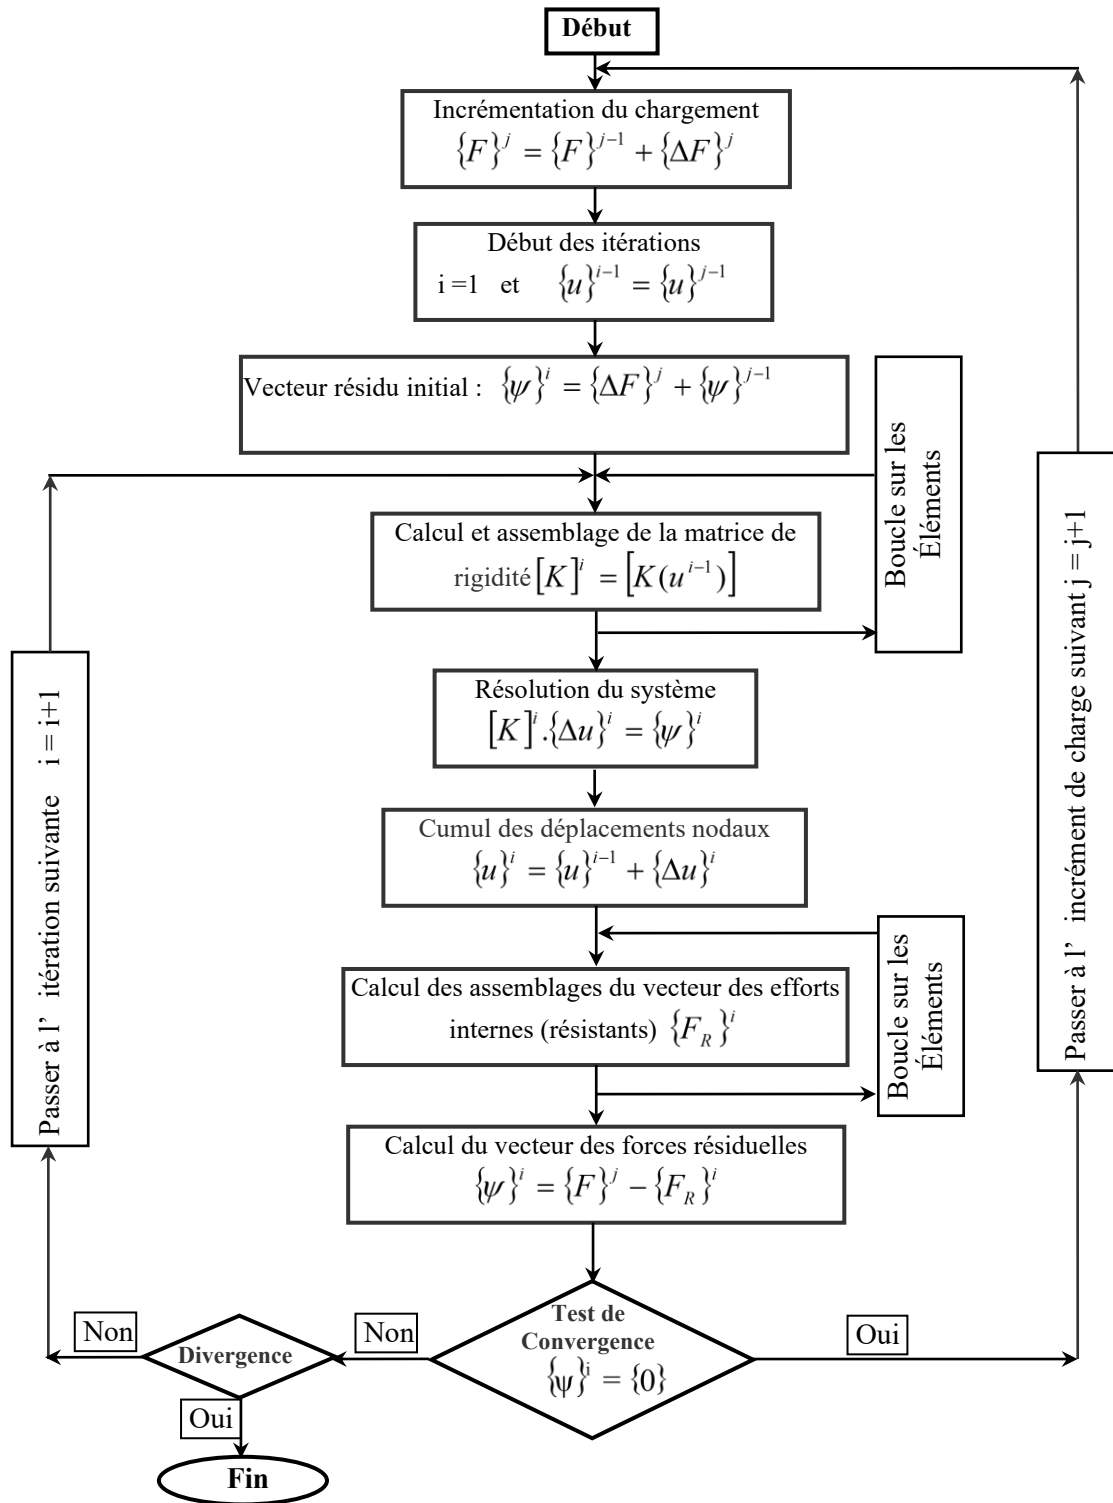 Début
Incrémentation du chargement
{F}^j = {F}^{j-1} + {ΔF}^j
Début des itérations
i =1 et {u}^{i-1} = {u}^{j-1}
Vecteur résidu initial : {ψ}^i = {ΔF}^j + {ψ}^{j-1}
Boucle sur les
Éléments
Calcul et assemblage de la matrice de
rigidité [K]^i = [K(u^{i-1})]
Résolution du système
[K]^i.{Δu}^i = {ψ}^i
Cumul des déplacements nodaux
{u}^i = {u}^{i-1} + {Δu}^i
Calcul des assemblages du vecteur des efforts
internes (résistants) {F_R}^i
Boucle sur les
Éléments
Calcul du vecteur des forces résiduelles
{ψ}^i = {F}^j − {F_R}^i
Test de
Convergence
{ψ}^i = {0}
Non
Divergence
Non
Oui
Oui
Fin
Passer à l’ itération suivante i = i+1
Passer à l’ incrément de charge suivant j = j+1